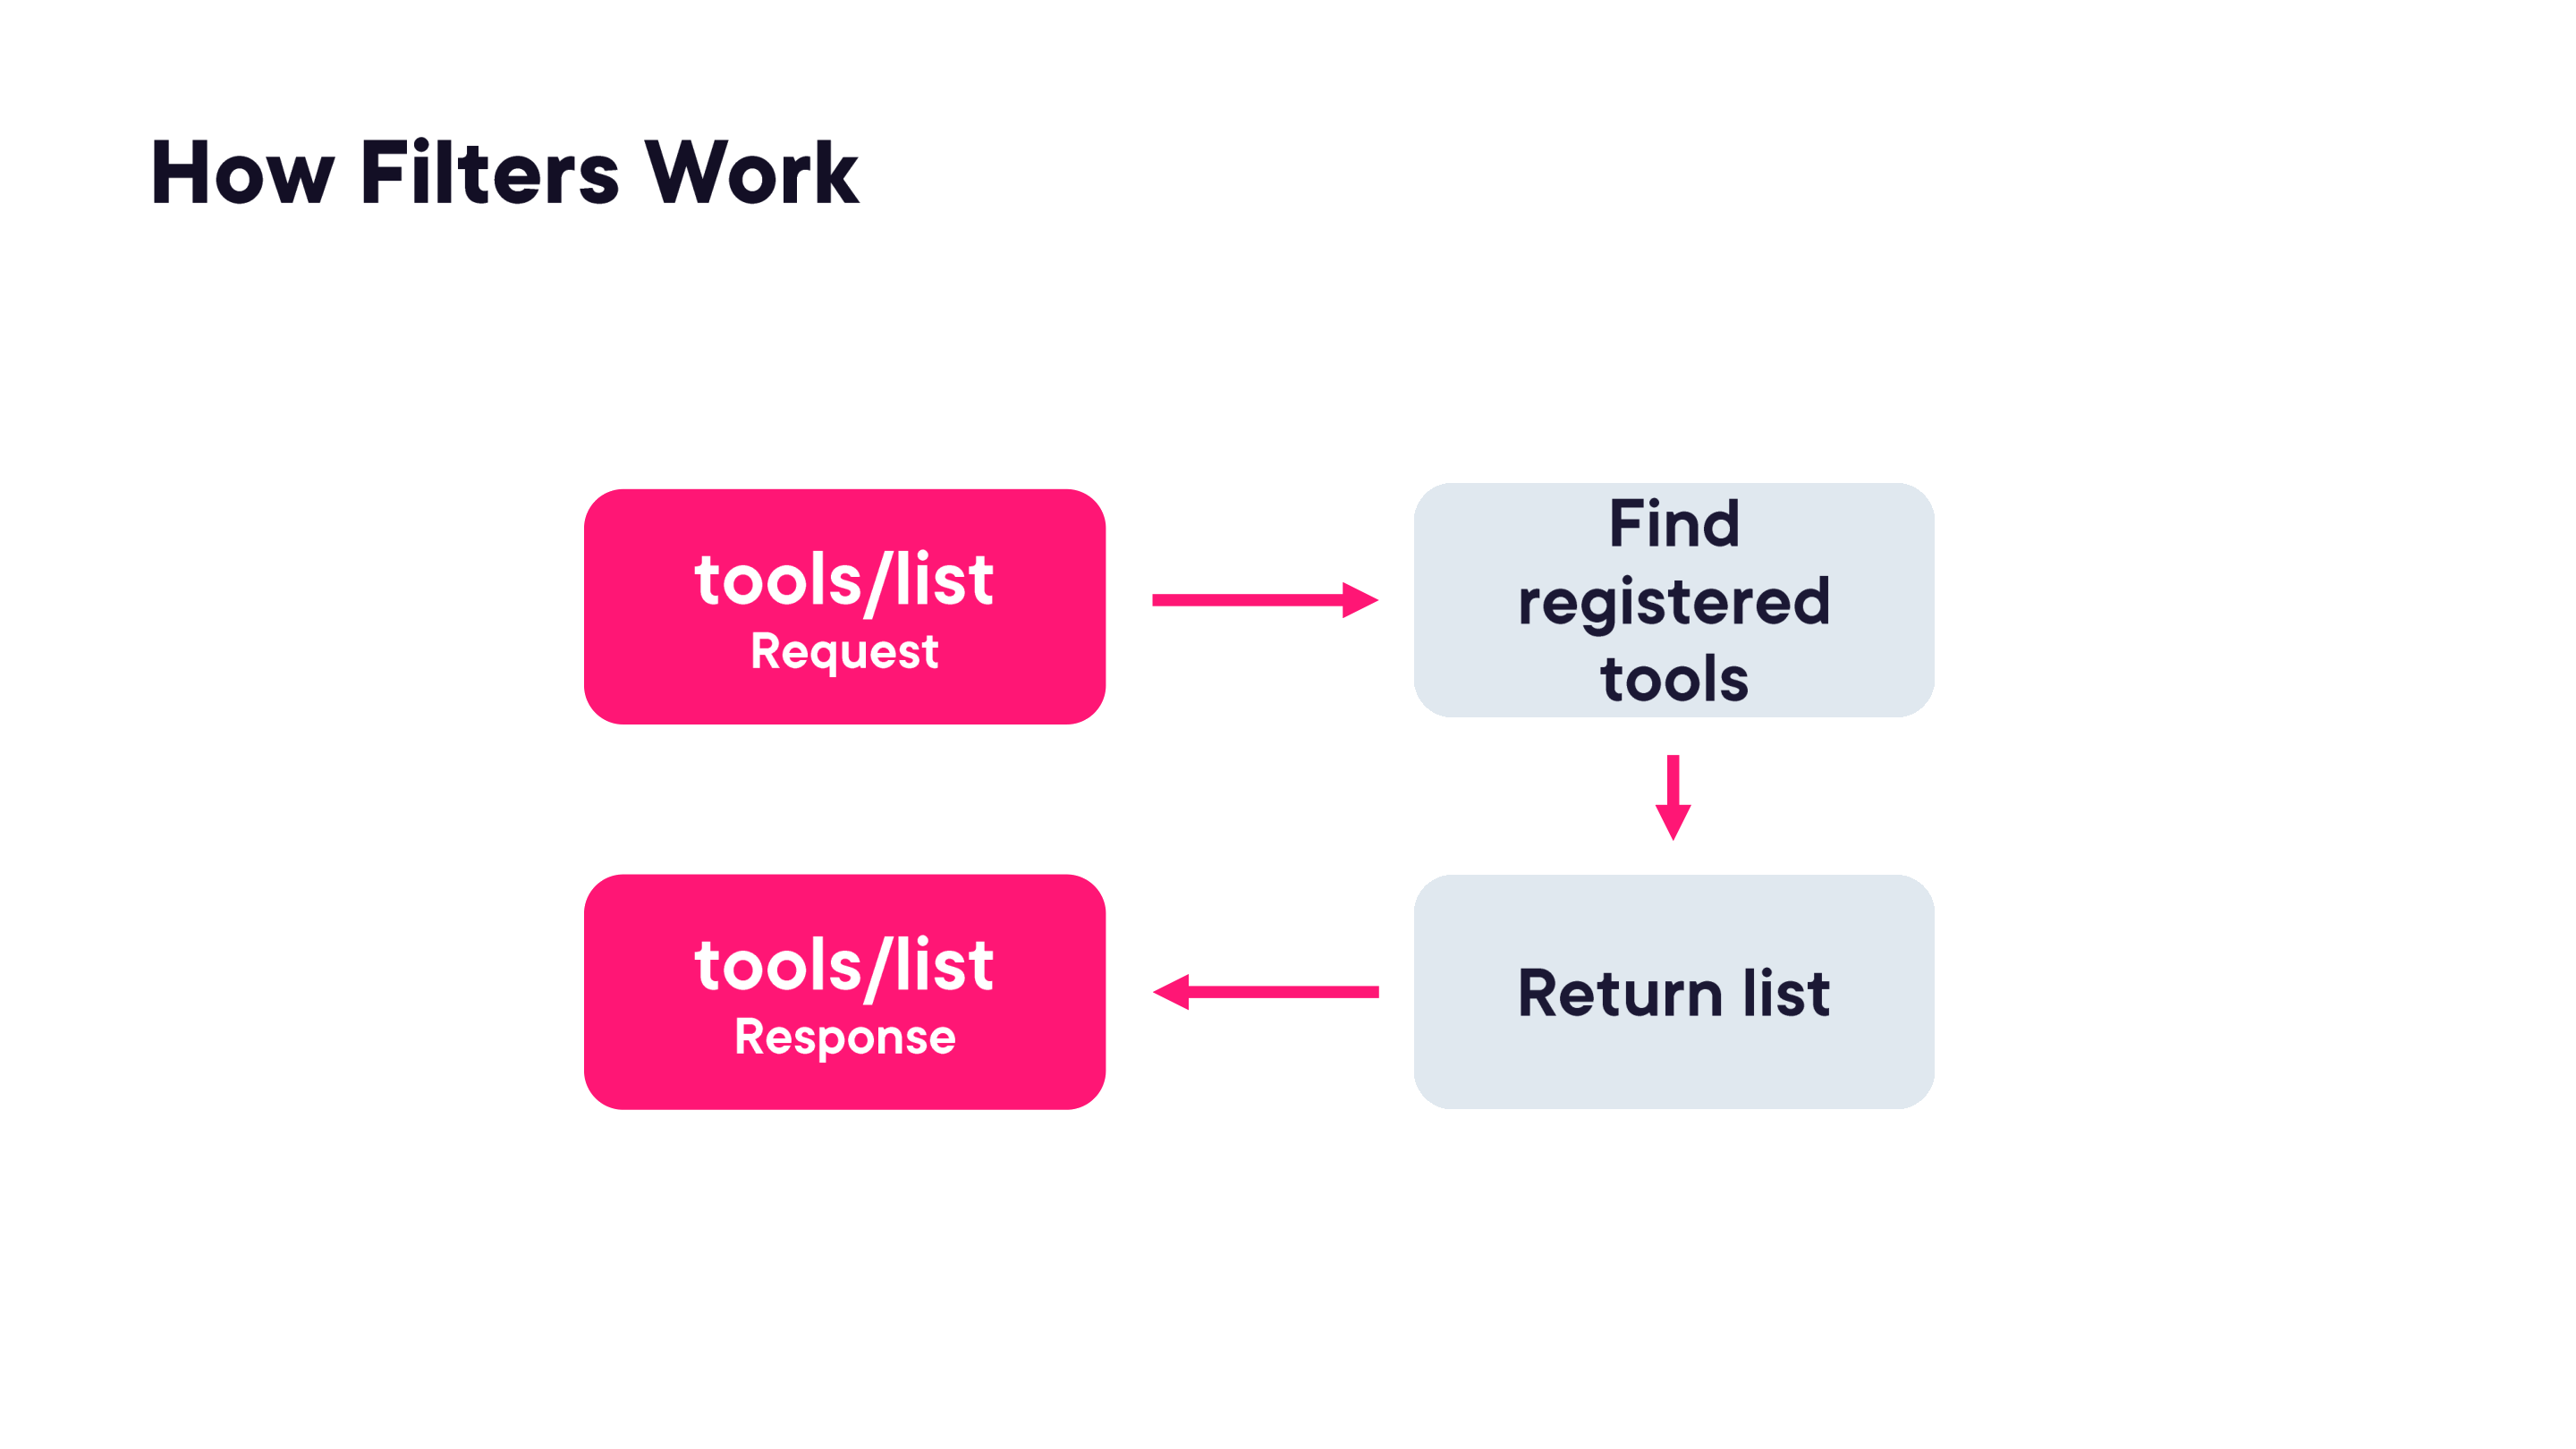 How Filters Work
tools/list
Request
Find
registered
tools
tools/list
Response
Return list